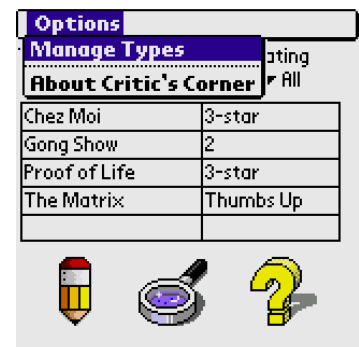 Options
Manage Types
ating
About Critic's Corner
All
Chez Moi 3-star
Gong Show 2
Proof of Life 3-star
The Matrix Thumbs Up